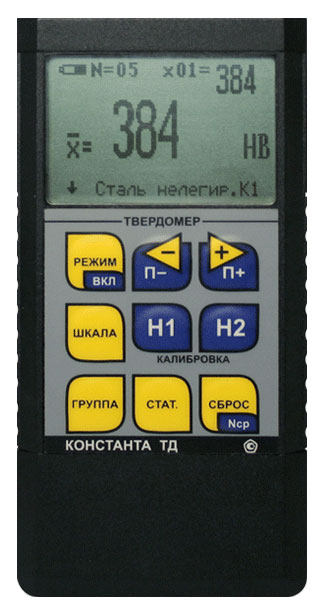 N=05 x01= 384
x̄= 384 HB
↓ Сталь нелегир.К1
ТВЕРДОМЕР
РЕЖИМ
ВКЛ
−
П−
+
П+
ШКАЛА
H1
H2
КАЛИБРОВКА
ГРУППА
СТАТ.
СБРОС
Nср
КОНСТАНТА ТД